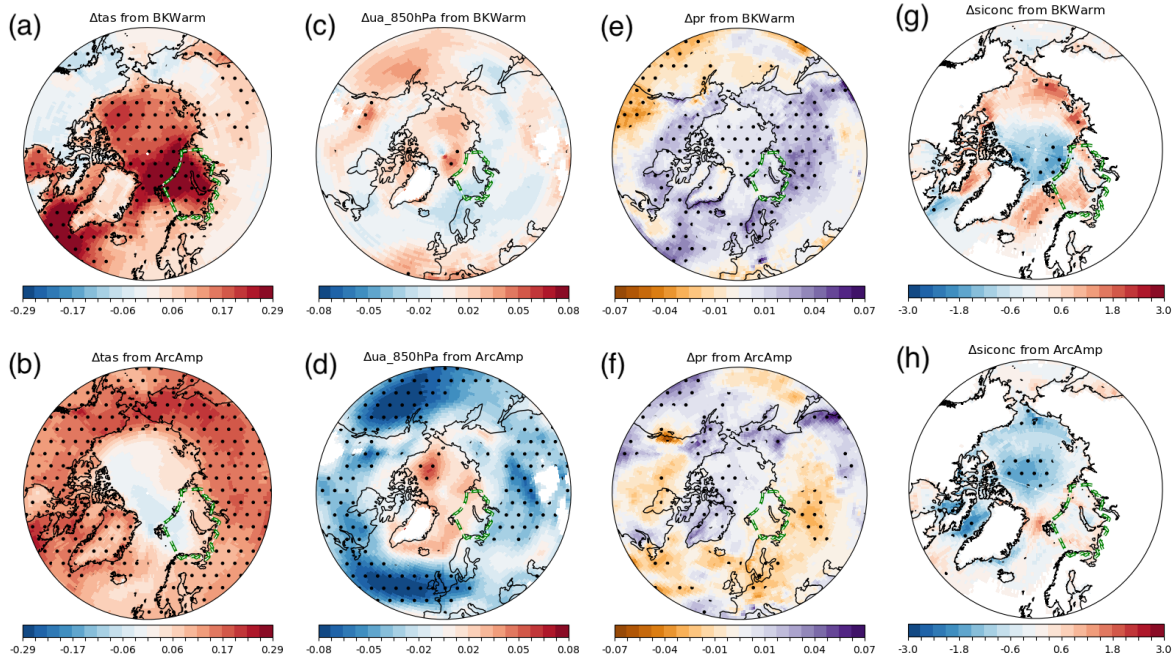 (a) Δtas from BKWarm
-0.29 -0.17 -0.06 0.06 0.17 0.29
(c) Δua_850hPa from BKWarm
-0.08 -0.05 -0.02 0.02 0.05 0.08
(e) Δpr from BKWarm
-0.07 -0.04 -0.01 0.01 0.04 0.07
(g) Δsiconc from BKWarm
-3.0 -1.8 -0.6 0.6 1.8 3.0
(b) Δtas from ArcAmp
-0.29 -0.17 -0.06 0.06 0.17 0.29
(d) Δua_850hPa from ArcAmp
-0.08 -0.05 -0.02 0.02 0.05 0.08
(f) Δpr from ArcAmp
-0.07 -0.04 -0.01 0.01 0.04 0.07
(h) Δsiconc from ArcAmp
-3.0 -1.8 -0.6 0.6 1.8 3.0